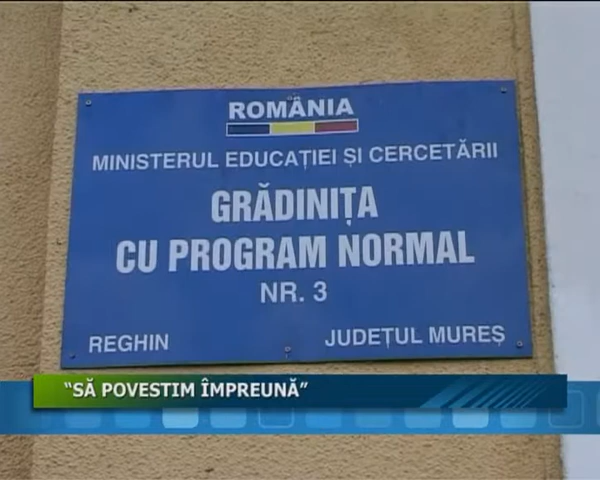 ROMÂNIA
MINISTERUL EDUCAȚIEI ȘI CERCETĂRII
GRĂDINIȚA
CU PROGRAM NORMAL
NR. 3
REGHIN
JUDEȚUL MUREȘ
“SĂ POVESTIM ÎMPREUNĂ”